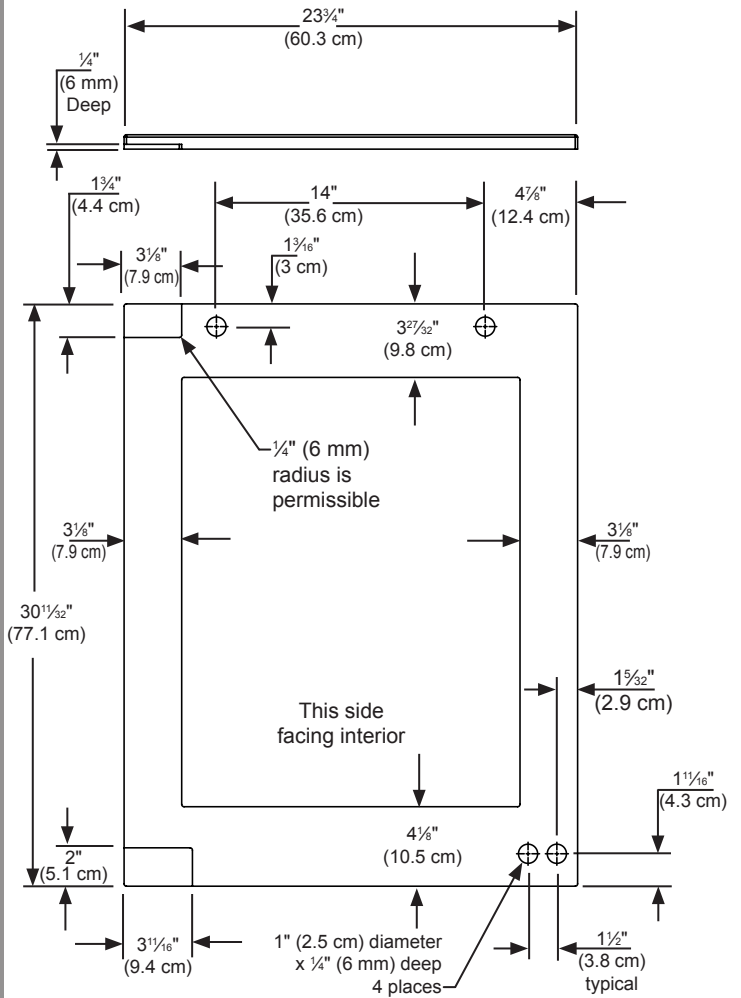 23¾"
(60.3 cm)
¼"
(6 mm)
Deep
1¾"
(4.4 cm)
14"
(35.6 cm)
4⅞"
(12.4 cm)
3⅛"
(7.9 cm)
1³⁄₁₆"
(3 cm)
3²⁷⁄₃₂"
(9.8 cm)
¼" (6 mm)
radius is
permissible
3⅛"
(7.9 cm)
3⅛"
(7.9 cm)
30¹¹⁄₃₂"
(77.1 cm)
1⁵⁄₃₂"
(2.9 cm)
This side
facing interior
1¹¹⁄₁₆"
(4.3 cm)
2"
(5.1 cm)
4⅛"
(10.5 cm)
3¹¹⁄₁₆"
(9.4 cm)
1" (2.5 cm) diameter
x ¼" (6 mm) deep
4 places
1½"
(3.8 cm)
typical